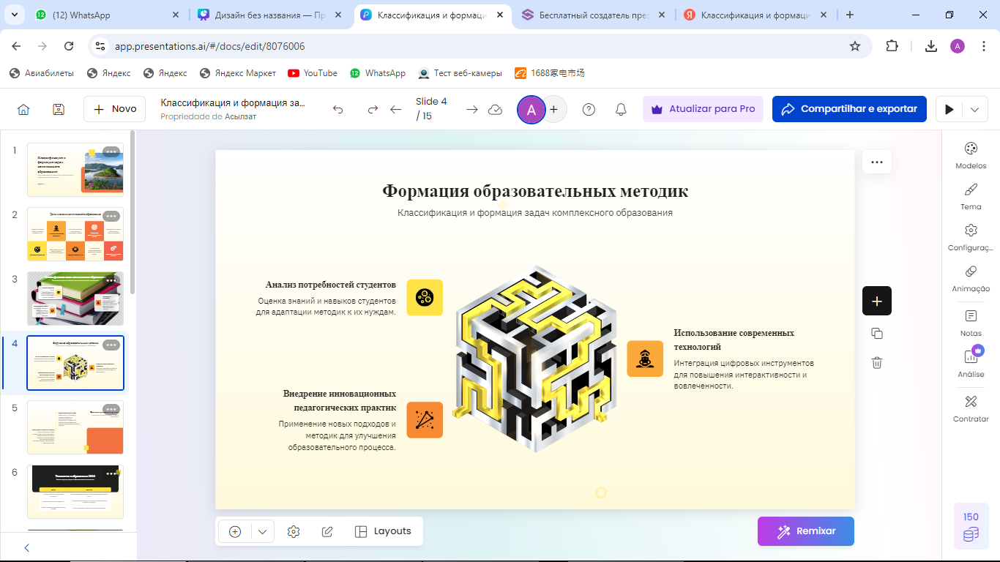 (12) WhatsApp
Дизайн без названия — Пр
Классификация и формаци
Бесплатный создатель пре
Классификация и формаци
app.presentations.ai/#/docs/edit/8076006
Авиабилеты
Яндекс
Яндекс
Яндекс Маркет
YouTube
WhatsApp
Тест веб-камеры
1688家电市场
Novo
Классификация и формация за...
Propriedade de Асылзат
Slide 4
/ 15
A
Atualizar para Pro
Compartilhar e exportar
1
2
3
4
5
6
Формация образовательных методик
Классификация и формация задач комплексного образования
Анализ потребностей студентов
Оценка знаний и навыков студентов
для адаптации методик к их нуждам.
Использование современных
технологий
Интеграция цифровых инструментов
для повышения интерактивности и
вовлеченности.
Внедрение инновационных
педагогических практик
Применение новых подходов и
методик для улучшения
образовательного процесса.
Layouts
Remixar
Modelos
Tema
Configuraç...
Animação
Notas
Análise
Contratar
150